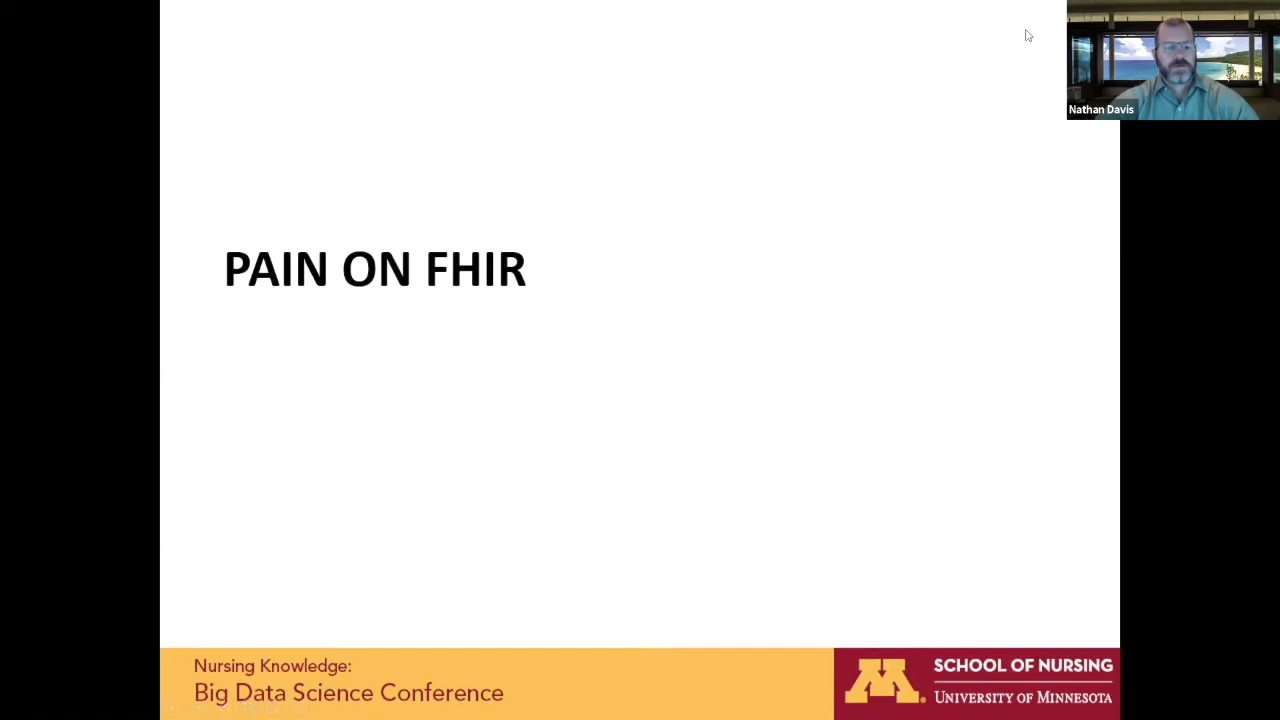 Nathan Davis
PAIN ON FHIR
Nursing Knowledge:
Big Data Science Conference
M
SCHOOL OF NURSING
UNIVERSITY OF MINNESOTA